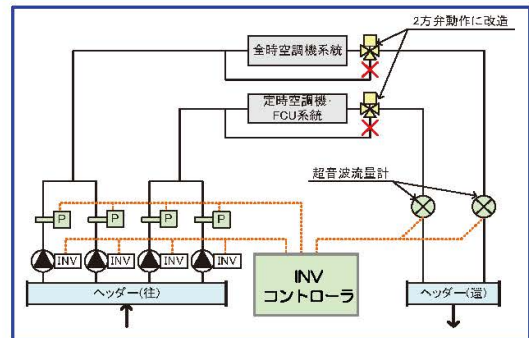 2方弁動作に改造
全時空調機系統
定時空調機・
FCU系統
超音波流量計
P
P
P
P
INV
INV
INV
INV
INV
コントローラ
ヘッダー(往)
ヘッダー(還)